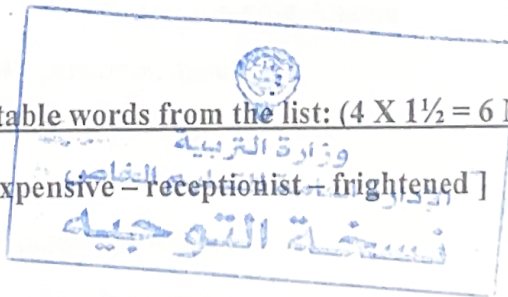 table words from the list: (4 X 1½ = 6
وزارة التربية
xpensive – receptionist – frightened ]
نسخة التوجيه